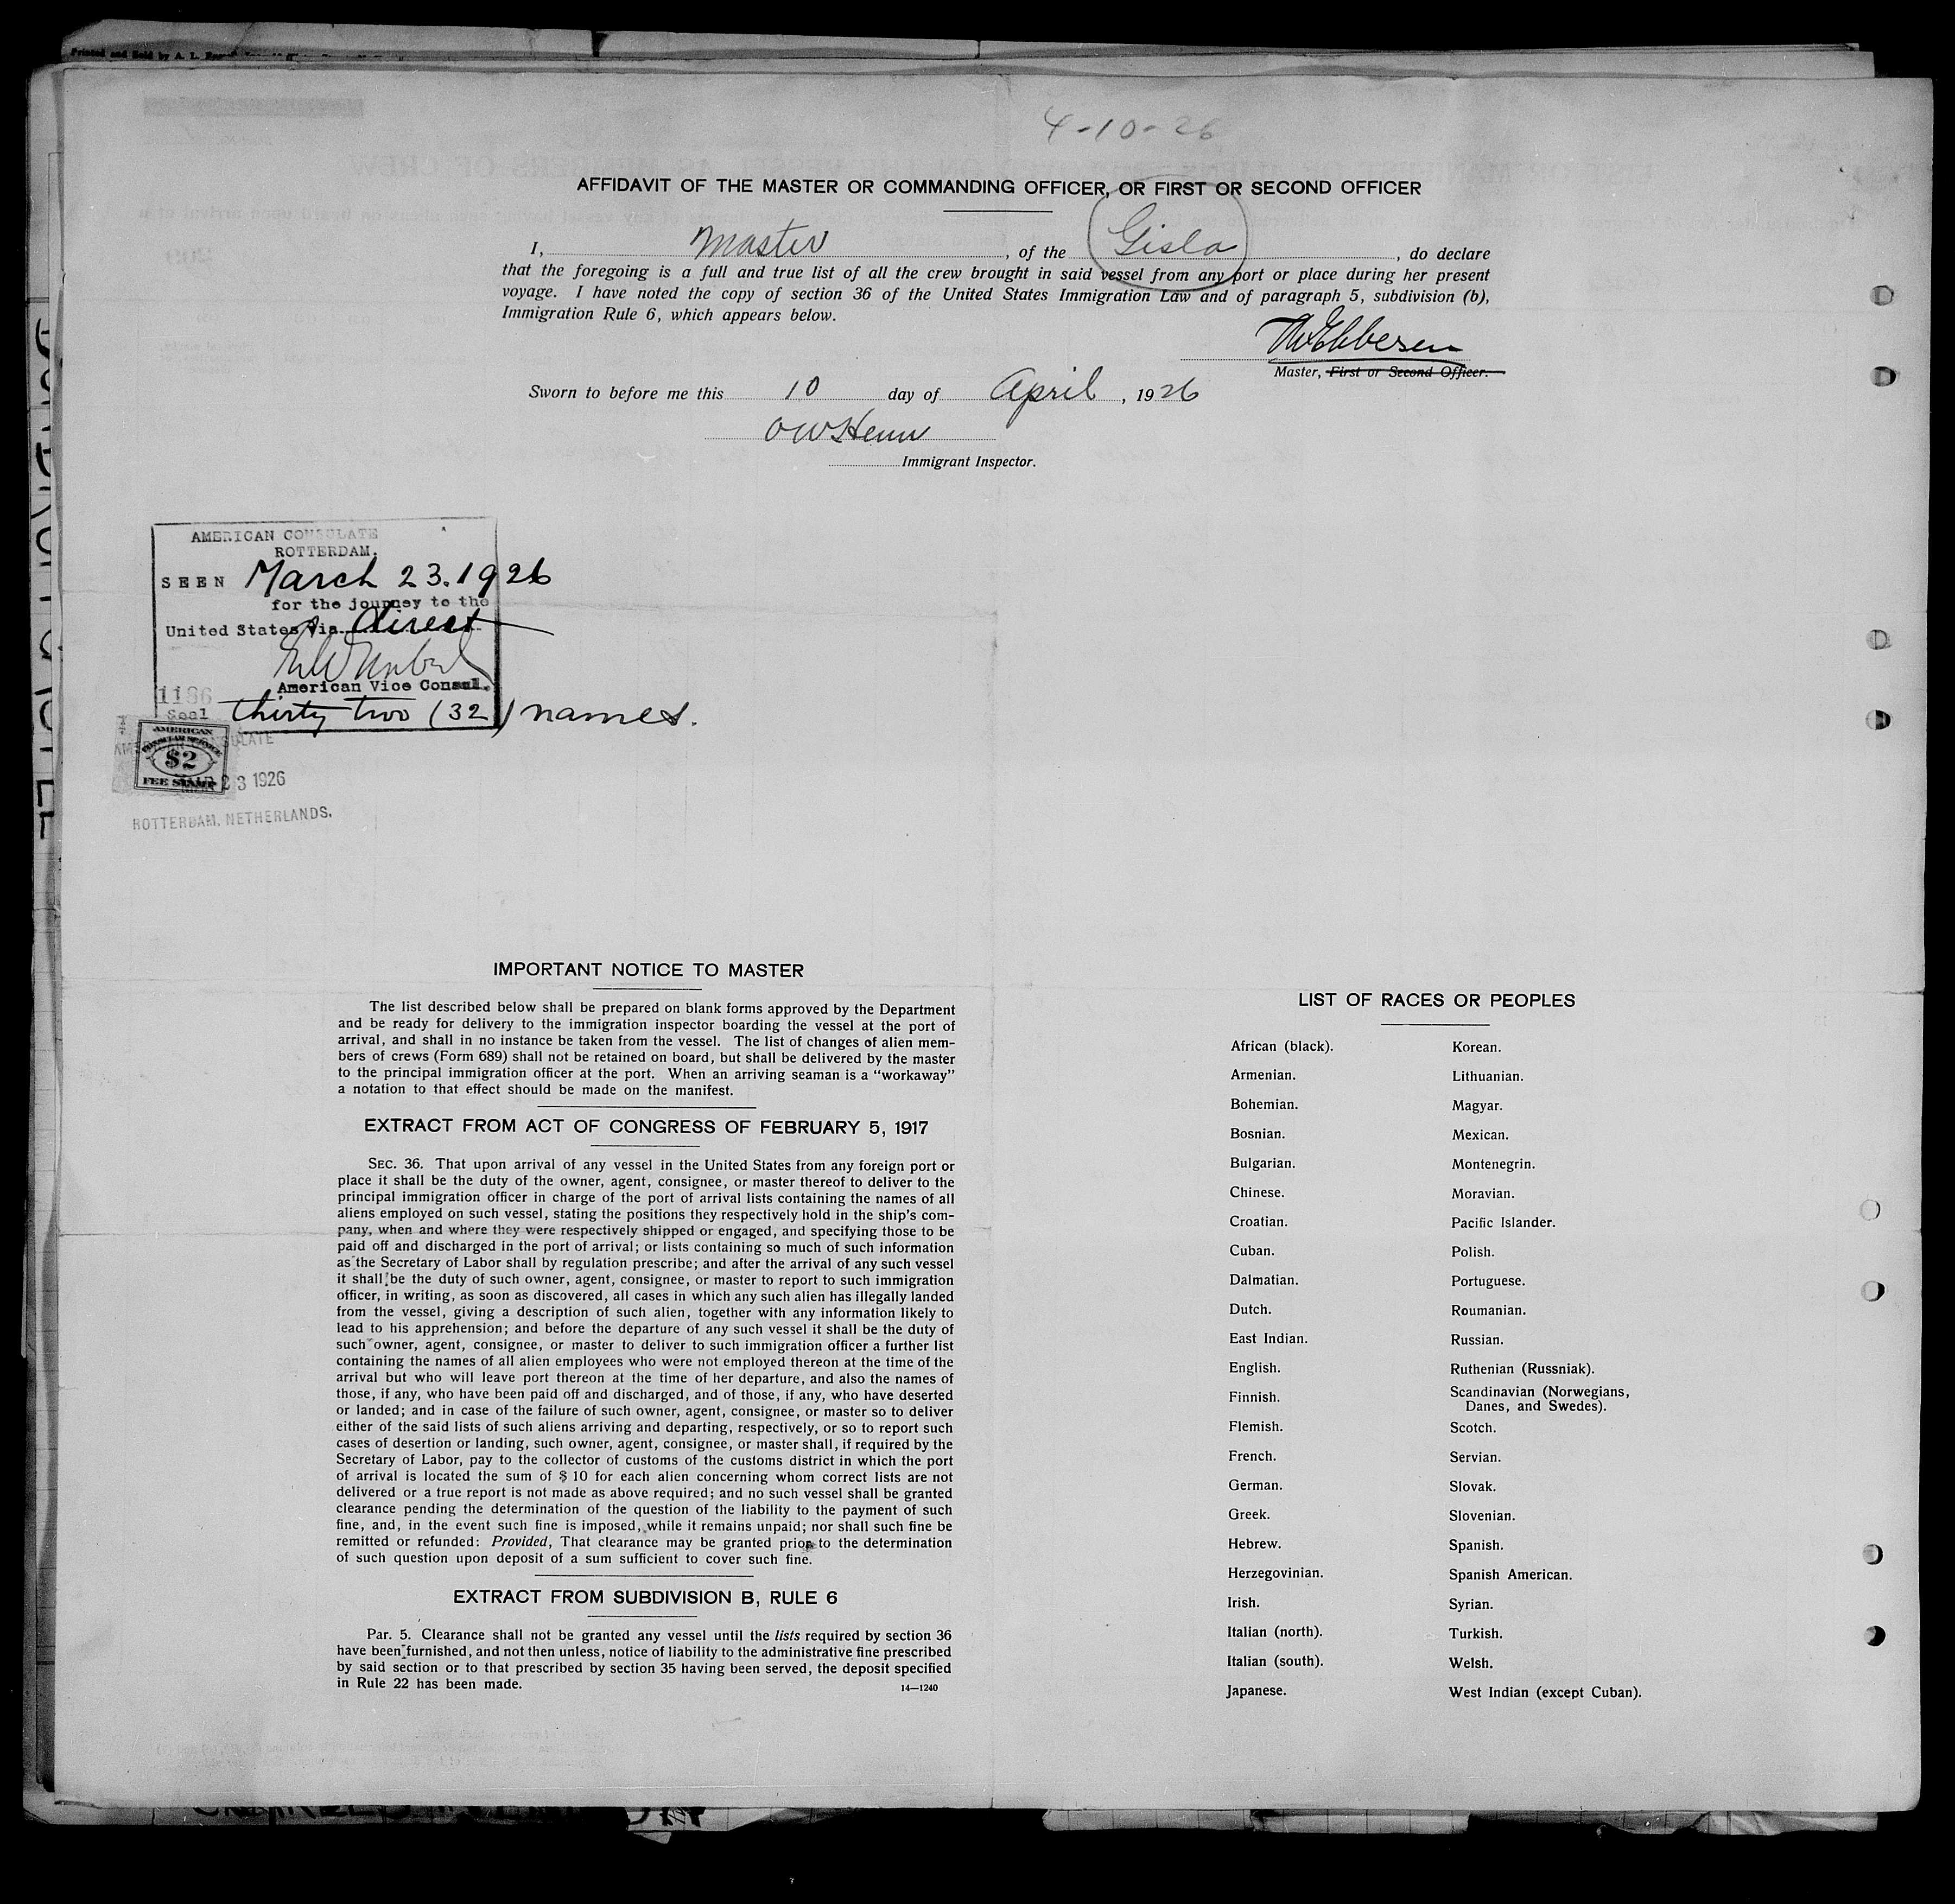 Printed and Sold by A. L.
4-10-26
AFFIDAVIT OF THE MASTER OR COMMANDING OFFICER, OR FIRST OR SECOND OFFICER
I, Master, of the Gisla, do declare
that the foregoing is a full and true list of all the crew brought in said vessel from any port or place during her present
voyage. I have noted the copy of section 36 of the United States Immigration Law and of paragraph 5, subdivision (b),
Immigration Rule 6, which appears below.
Ebbesen
Master, First or Second Officer.
Sworn to before me this 10 day of April, 1926
OW Henn
Immigrant Inspector.
AMERICAN CONSULATE
ROTTERDAM.
SEEN March 23. 1926
for the journey to the
United States via direct
American Vice Consul.
1186
Seal thirty two (32) names.
AMERICAN
CONSULAR SERVICE
$2
FEE STAMP
AMERICAN CONSULATE
23 1926
ROTTERDAM, NETHERLANDS.
IMPORTANT NOTICE TO MASTER
The list described below shall be prepared on blank forms approved by the Department
and be ready for delivery to the immigration inspector boarding the vessel at the port of
arrival, and shall in no instance be taken from the vessel. The list of changes of alien mem-
bers of crews (Form 689) shall not be retained on board, but shall be delivered by the master
to the principal immigration officer at the port. When an arriving seaman is a "workaway"
a notation to that effect should be made on the manifest.
EXTRACT FROM ACT OF CONGRESS OF FEBRUARY 5, 1917
SEC. 36. That upon arrival of any vessel in the United States from any foreign port or
place it shall be the duty of the owner, agent, consignee, or master thereof to deliver to the
principal immigration officer in charge of the port of arrival lists containing the names of all
aliens employed on such vessel, stating the positions they respectively hold in the ship's com-
pany, when and where they were respectively shipped or engaged, and specifying those to be
paid off and discharged in the port of arrival; or lists containing so much of such information
as the Secretary of Labor shall by regulation prescribe; and after the arrival of any such vessel
it shall be the duty of such owner, agent, consignee, or master to report to such immigration
officer, in writing, as soon as discovered, all cases in which any such alien has illegally landed
from the vessel, giving a description of such alien, together with any information likely to
lead to his apprehension; and before the departure of any such vessel it shall be the duty of
such owner, agent, consignee, or master to deliver to such immigration officer a further list
containing the names of all alien employees who were not employed thereon at the time of the
arrival but who will leave port thereon at the time of her departure, and also the names of
those, if any, who have been paid off and discharged, and of those, if any, who have deserted
or landed; and in case of the failure of such owner, agent, consignee, or master so to deliver
either of the said lists of such aliens arriving and departing, respectively, or so to report such
cases of desertion or landing, such owner, agent, consignee, or master shall, if required by the
Secretary of Labor, pay to the collector of customs of the customs district in which the port
of arrival is located the sum of $10 for each alien concerning whom correct lists are not
delivered or a true report is not made as above required; and no such vessel shall be granted
clearance pending the determination of the question of the liability to the payment of such
fine, and, in the event such fine is imposed, while it remains unpaid; nor shall such fine be
remitted or refunded: Provided, That clearance may be granted prior to the determination
of such question upon deposit of a sum sufficient to cover such fine.
EXTRACT FROM SUBDIVISION B, RULE 6
Par. 5. Clearance shall not be granted any vessel until the lists required by section 36
have been furnished, and not then unless, notice of liability to the administrative fine prescribed
by said section or to that prescribed by section 35 having been served, the deposit specified
in Rule 22 has been made.
14—1240
LIST OF RACES OR PEOPLES
African (black).
Armenian.
Bohemian.
Bosnian.
Bulgarian.
Chinese.
Croatian.
Cuban.
Dalmatian.
Dutch.
East Indian.
English.
Finnish.
Flemish.
French.
German.
Greek.
Hebrew.
Herzegovinian.
Irish.
Italian (north).
Italian (south).
Japanese.
Korean.
Lithuanian.
Magyar.
Mexican.
Montenegrin.
Moravian.
Pacific Islander.
Polish.
Portuguese.
Roumanian.
Russian.
Ruthenian (Russniak).
Scandinavian (Norwegians,
Danes, and Swedes).
Scotch.
Servian.
Slovak.
Slovenian.
Spanish.
Spanish American.
Syrian.
Turkish.
Welsh.
West Indian (except Cuban).